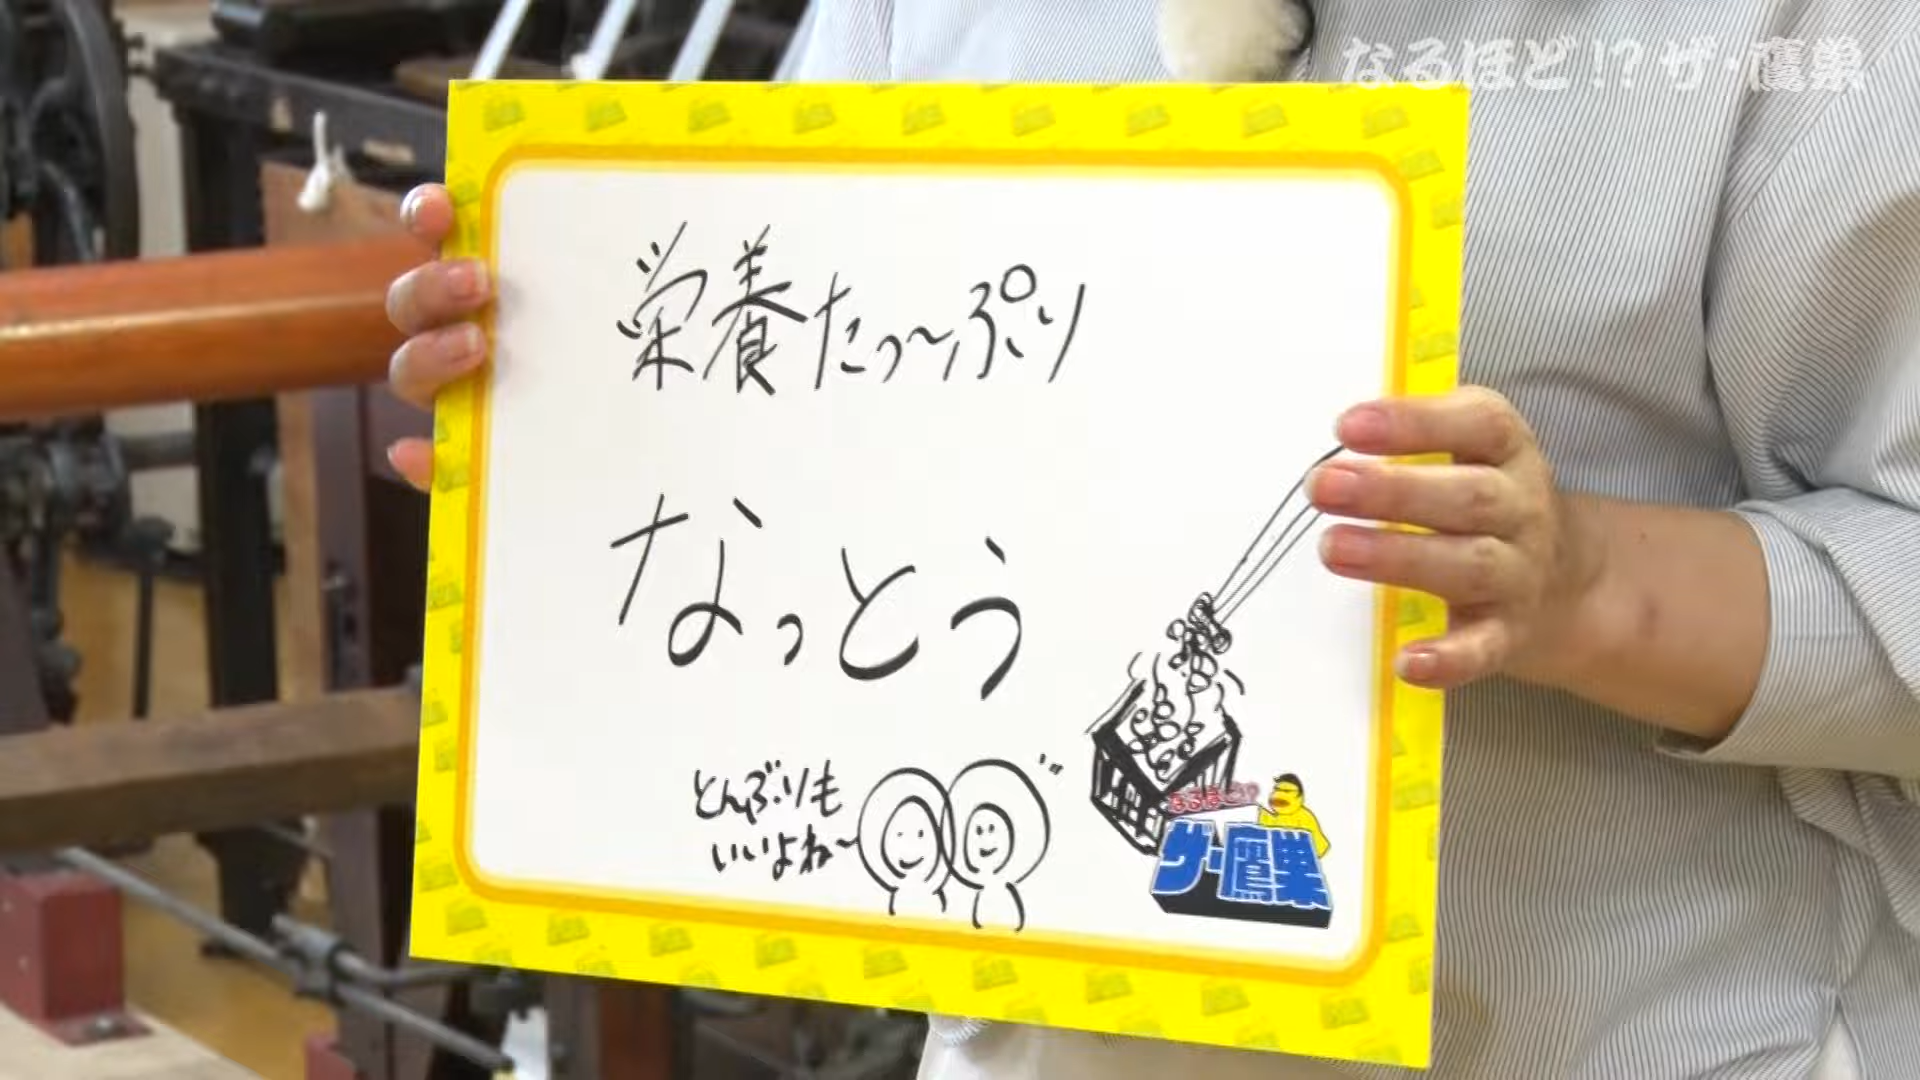 なるほど!?ザ・鷹巣
栄養たっ〜ぷり
なっとう
とんぶりも
いいよね〜
なるほど!?
ザ・鷹巣